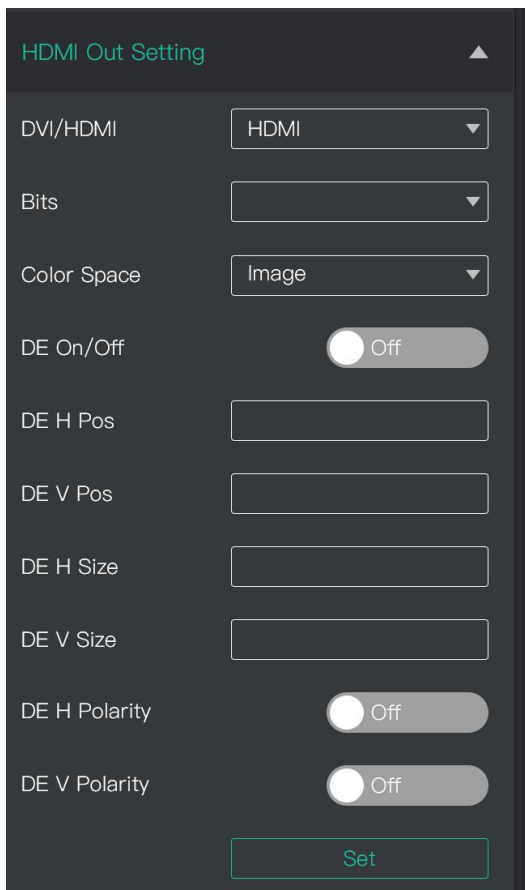 HDMI Out Setting
DVI/HDMI HDMI
Bits
Color Space Image
DE On/Off Off
DE H Pos
DE V Pos
DE H Size
DE V Size
DE H Polarity Off
DE V Polarity Off
Set